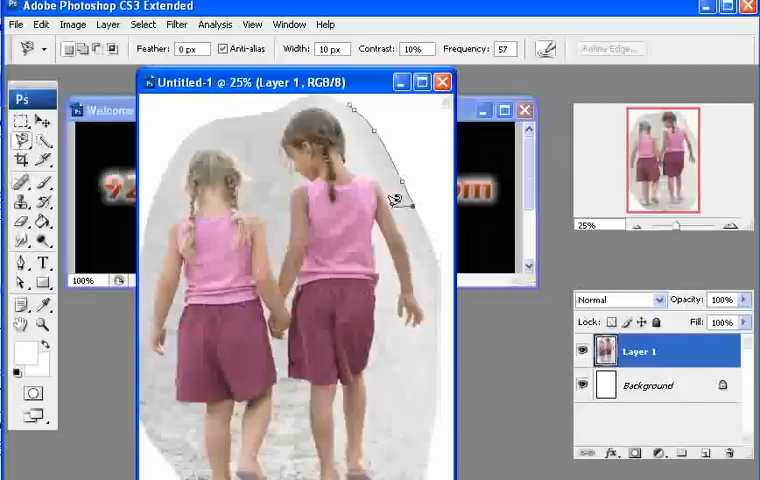 Adobe Photoshop CS3 Extended
File Edit Image Layer Select Filter Analysis View Window Help
Feather: 0 px Anti-alias Width: 10 px Contrast: 10% Frequency: 57 Refine Edge...
Ps
Untitled-1 @ 25% (Layer 1, RGB/8)
Welcome
92
om
100%
25%
Normal Opacity: 100%
Lock: Fill: 100%
Layer 1
Background